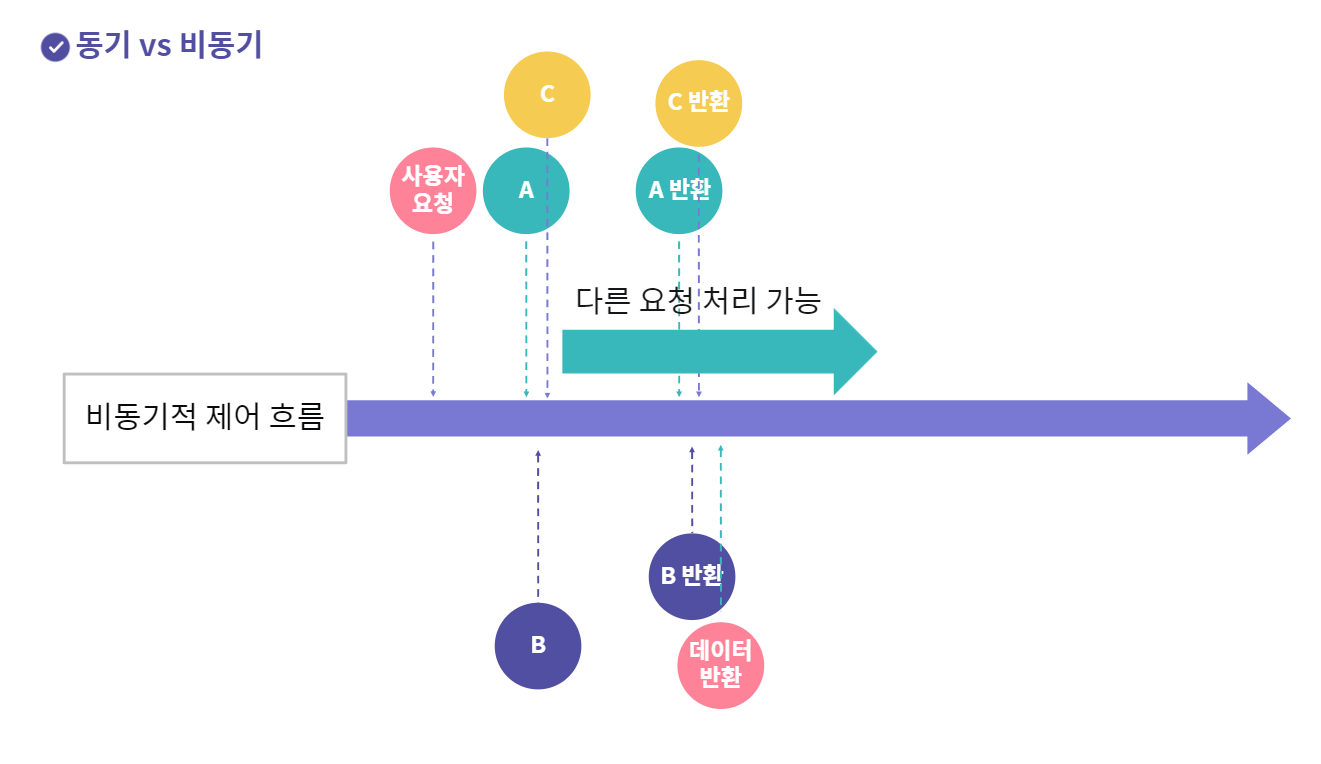 동기 vs 비동기
C
C 반환
사용자
요청
A
A 반환
다른 요청 처리 가능
비동기적 제어 흐름
B 반환
B
데이터
반환